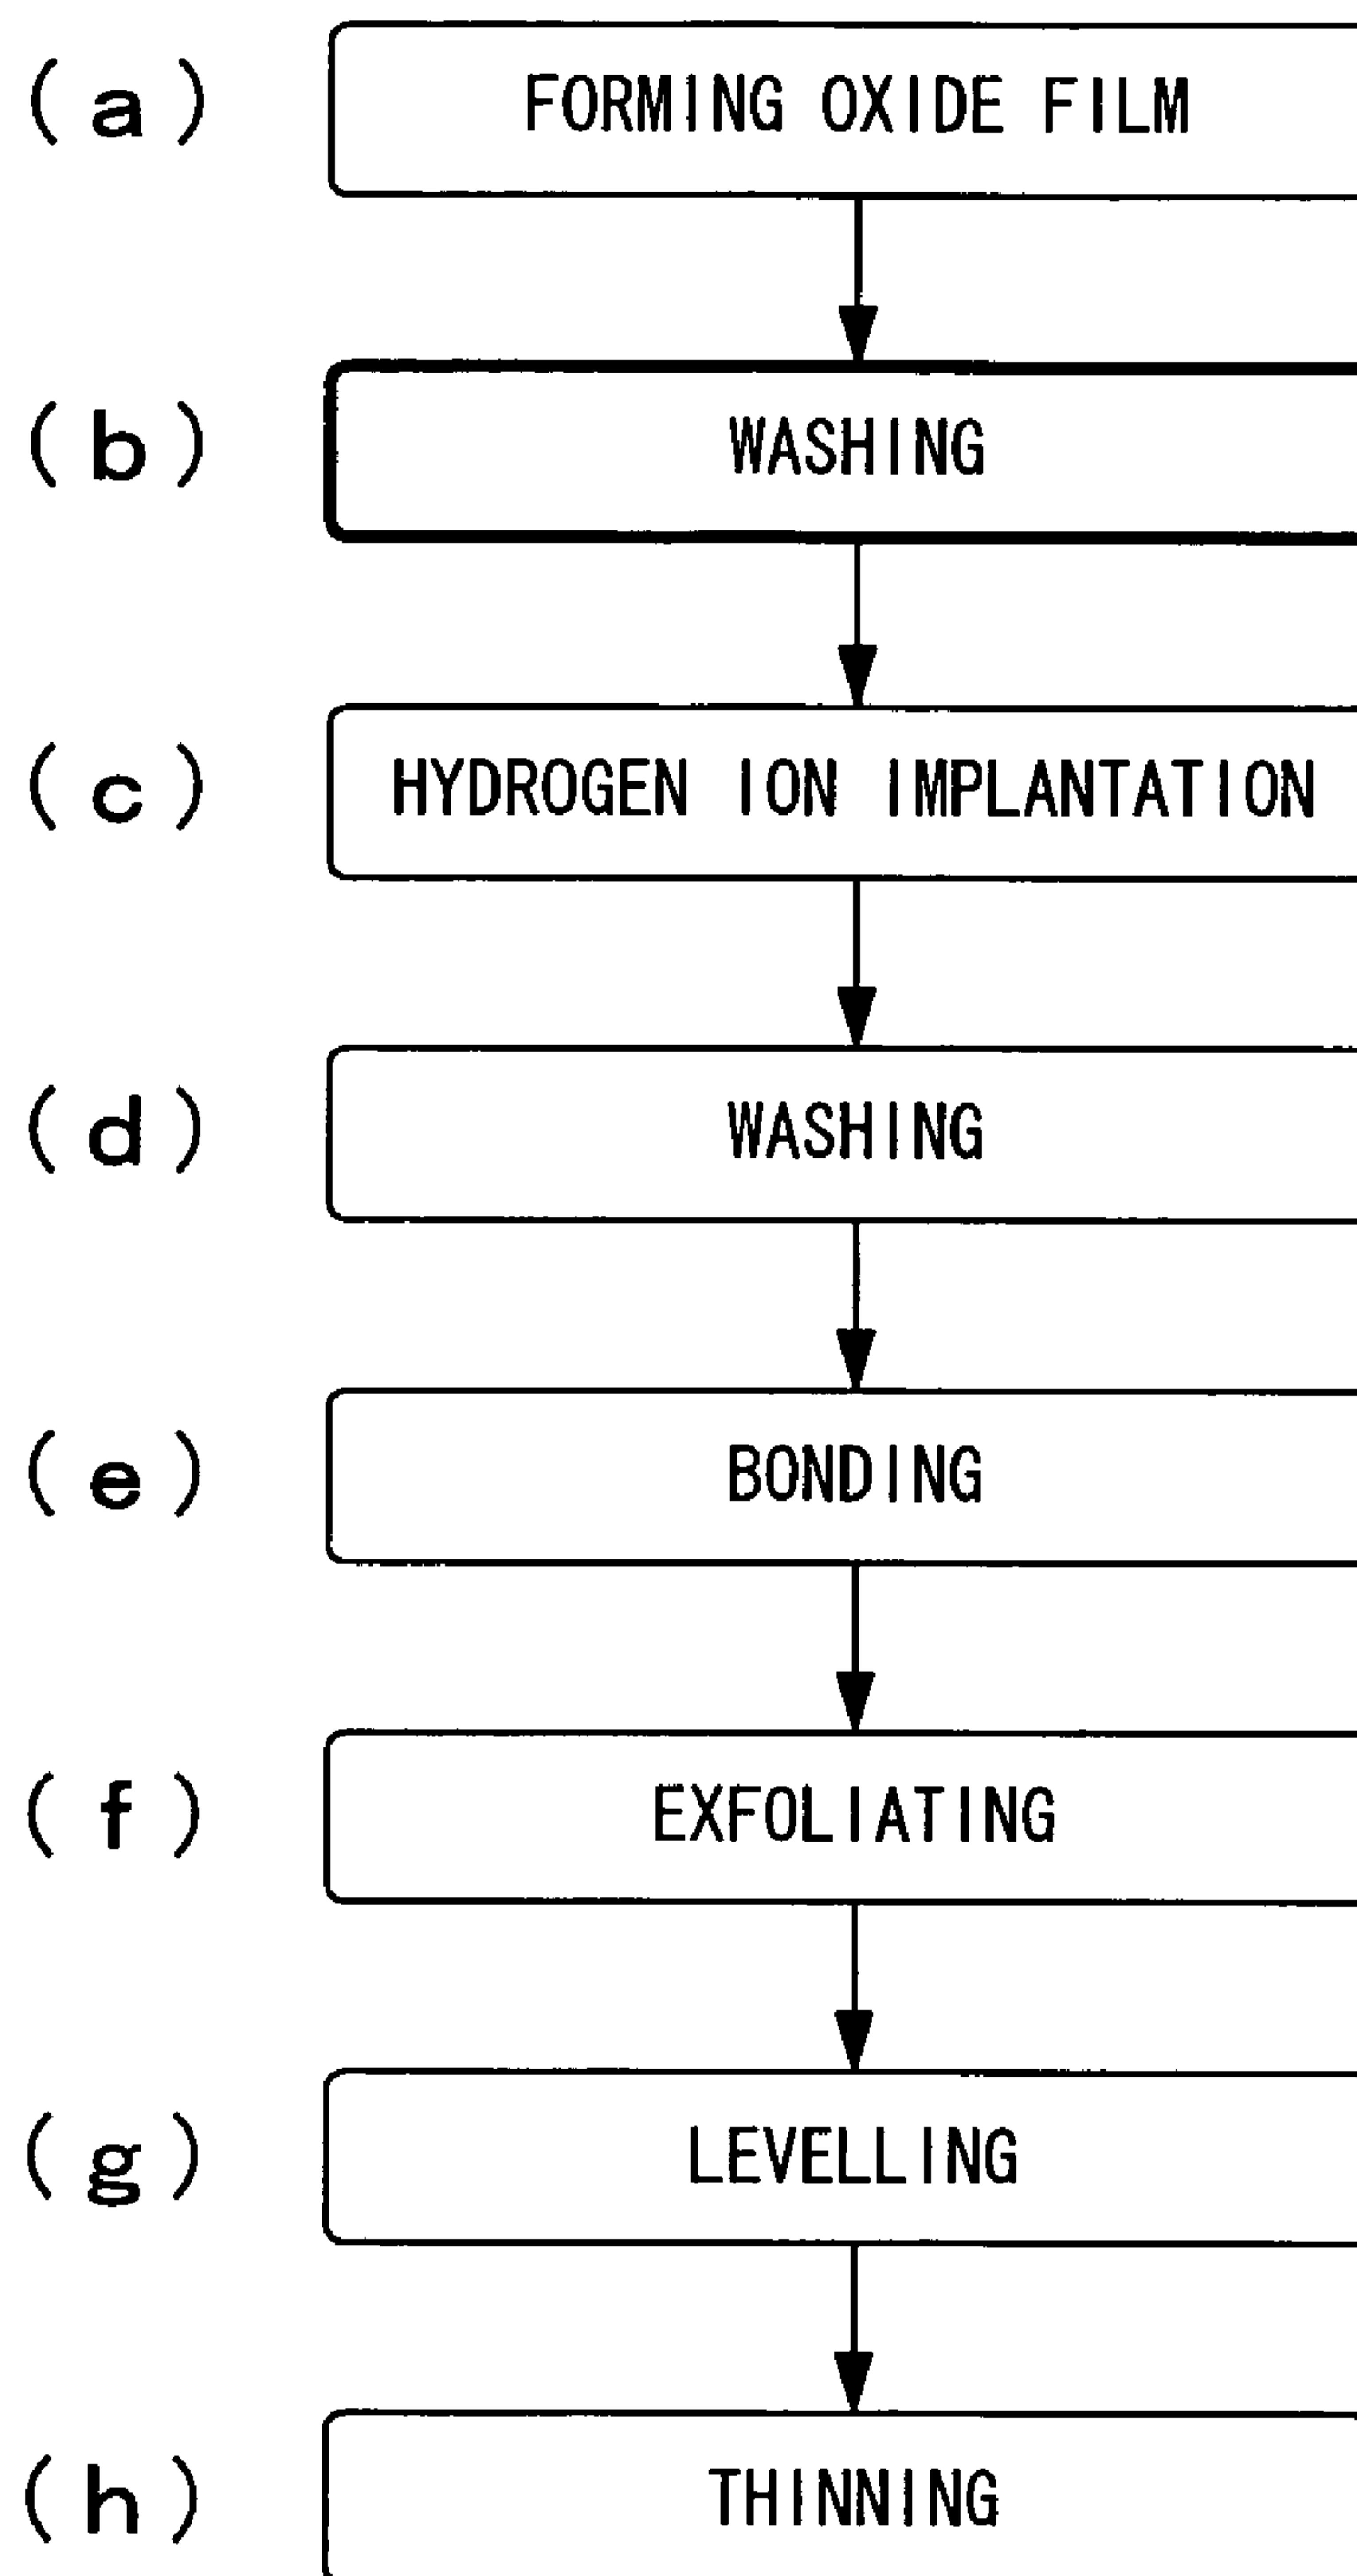 (a) FORMING OXIDE FILM
(b) WASHING
(c) HYDROGEN ION IMPLANTATION
(d) WASHING
(e) BONDING
(f) EXFOLIATING
(g) LEVELLING
(h) THINNING